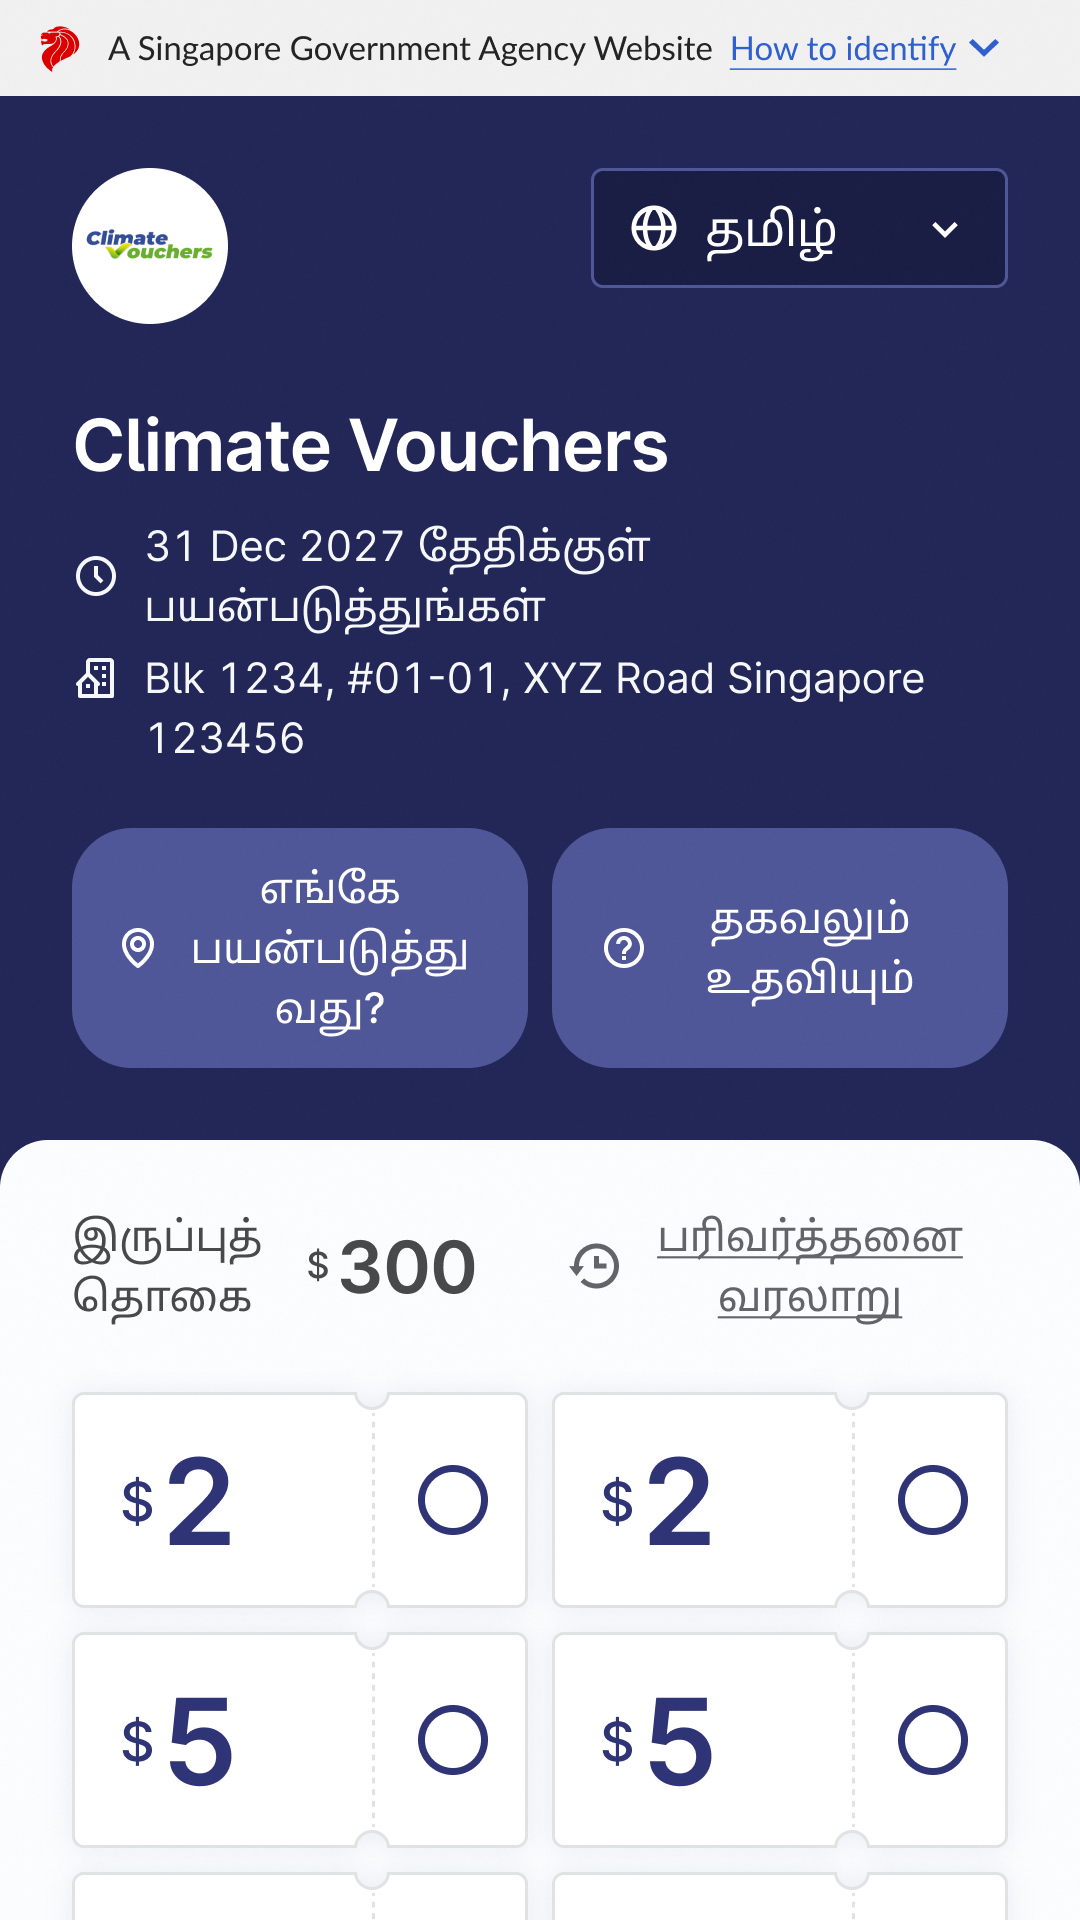 A Singapore Government Agency Website How to identify
Climate
Vouchers
தமிழ்
Climate Vouchers
31 Dec 2027 தேதிக்குள்
பயன்படுத்துங்கள்
Blk 1234, #01-01, XYZ Road Singapore
123456
எங்கே
பயன்படுத்து
வது?
தகவலும்
உதவியும்
இருப்புத்
தொகை
$300
பரிவர்த்தனை
வரலாறு
$2
$2
$5
$5